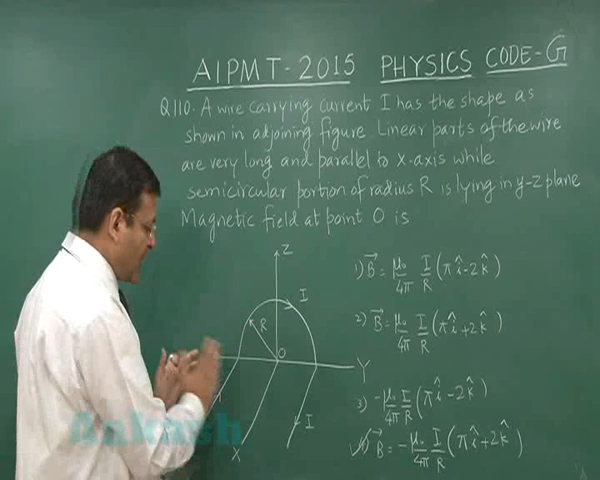 AIPMT-2015 PHYSICS CODE-G
Q110. A wire carrying current I has the shape as
shown in adjoining figure. Linear parts of the wire
are very long and parallel to x-axis while
semicircular portion of radius R is lying in y-z plane
Magnetic field at point O is
Z
I
R
O
Y
I
X
1) B⃗ = μ₀/4π I/R (πî - 2k̂)
2) B⃗ = μ₀/4π I/R (πî + 2k̂)
3) -μ₀/4π I/R (πî - 2k̂)
4) B⃗ = -μ₀/4π I/R (πî + 2k̂)
Ankash